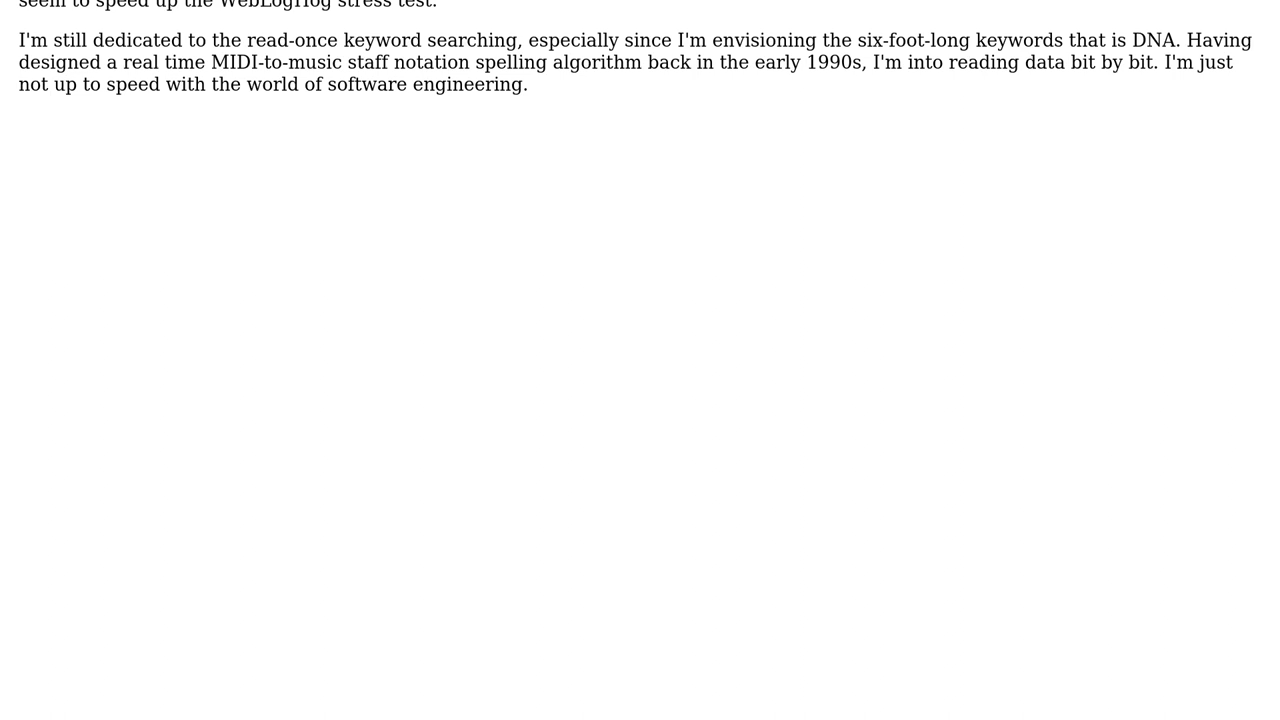 seem to speed up the WebLogHog stress test.
I'm still dedicated to the read-once keyword searching, especially since I'm envisioning the six-foot-long keywords that is DNA. Having
designed a real time MIDI-to-music staff notation spelling algorithm back in the early 1990s, I'm into reading data bit by bit. I'm just
not up to speed with the world of software engineering.